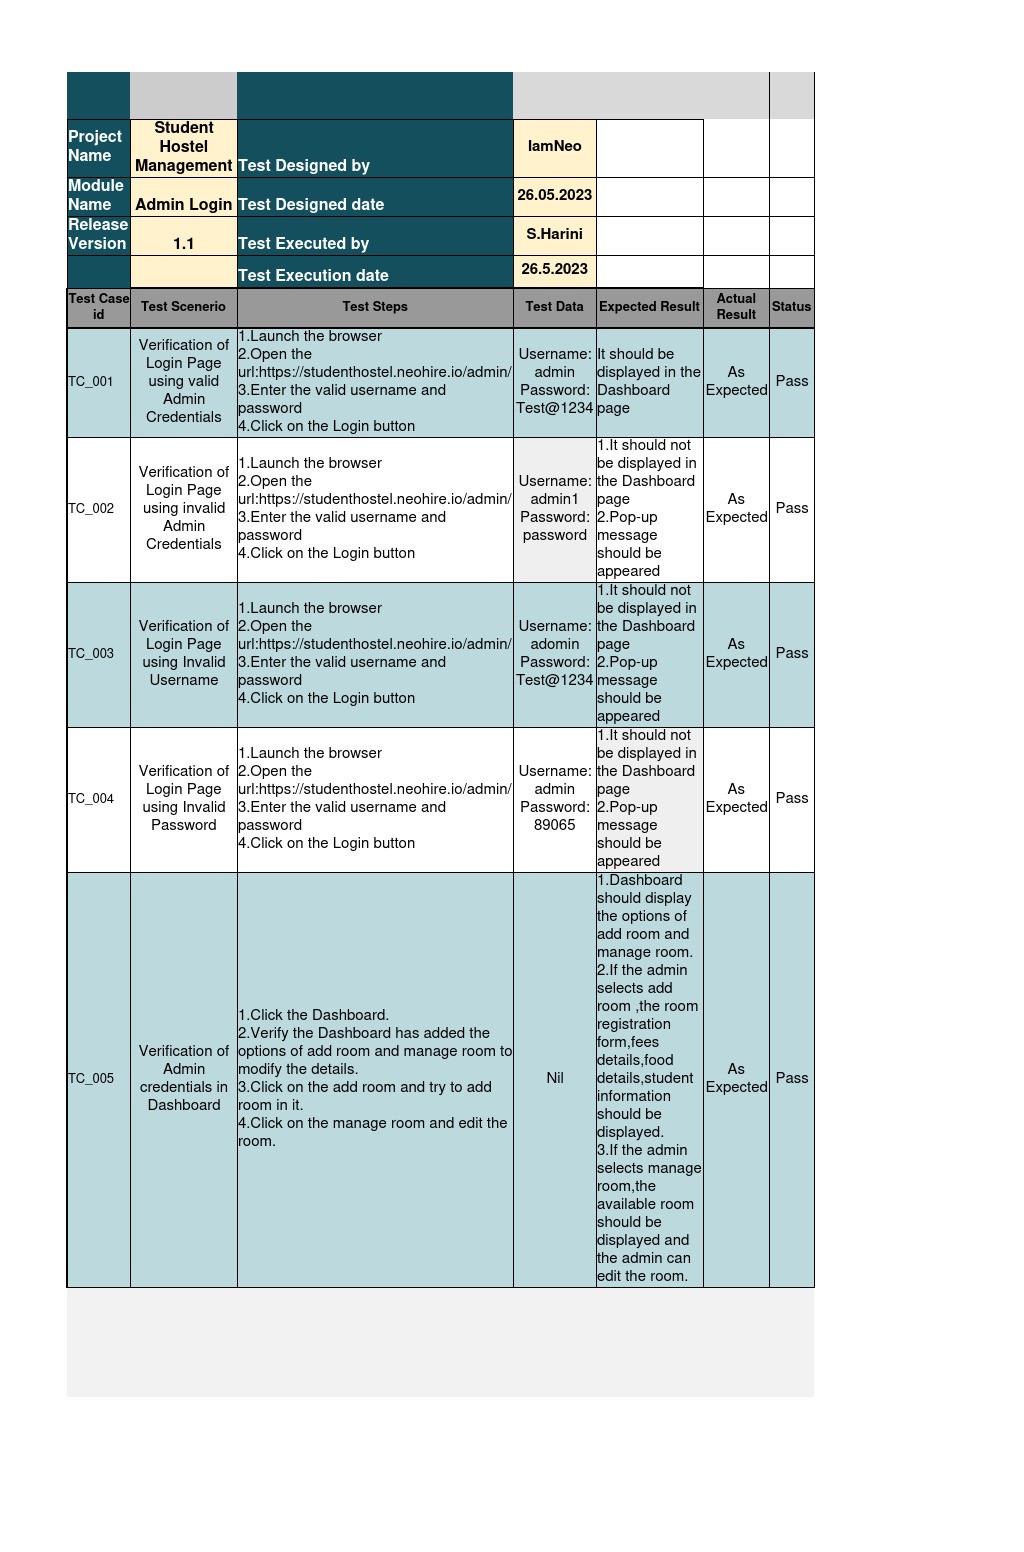 Project
Name
Student
Hostel
Management
Test Designed by
IamNeo
Module
Name
Admin Login
Test Designed date
26.05.2023
Release
Version
1.1
Test Executed by
S.Harini
Test Execution date
26.5.2023
Test Case
id
Test Scenerio
Test Steps
Test Data
Expected Result
Actual
Result
Status
TC_001
Verification of
Login Page
using valid
Admin
Credentials
1.Launch the browser
2.Open the
url:https://studenthostel.neohire.io/admin/
3.Enter the valid username and
password
4.Click on the Login button
Username:
admin
Password:
Test@1234
It should be
displayed in the
Dashboard
page
As
Expected
Pass
TC_002
Verification of
Login Page
using invalid
Admin
Credentials
1.Launch the browser
2.Open the
url:https://studenthostel.neohire.io/admin/
3.Enter the valid username and
password
4.Click on the Login button
Username:
admin1
Password:
password
1.It should not
be displayed in
the Dashboard
page
2.Pop-up
message
should be
appeared
As
Expected
Pass
TC_003
Verification of
Login Page
using Invalid
Username
1.Launch the browser
2.Open the
url:https://studenthostel.neohire.io/admin/
3.Enter the valid username and
password
4.Click on the Login button
Username:
adomin
Password:
Test@1234
1.It should not
be displayed in
the Dashboard
page
2.Pop-up
message
should be
appeared
As
Expected
Pass
TC_004
Verification of
Login Page
using Invalid
Password
1.Launch the browser
2.Open the
url:https://studenthostel.neohire.io/admin/
3.Enter the valid username and
password
4.Click on the Login button
Username:
admin
Password:
89065
1.It should not
be displayed in
the Dashboard
page
2.Pop-up
message
should be
appeared
As
Expected
Pass
TC_005
Verification of
Admin
credentials in
Dashboard
1.Click the Dashboard.
2.Verify the Dashboard has added the
options of add room and manage room to
modify the details.
3.Click on the add room and try to add
room in it.
4.Click on the manage room and edit the
room.
Nil
1.Dashboard
should display
the options of
add room and
manage room.
2.If the admin
selects add
room ,the room
registration
form,fees
details,food
details,student
information
should be
displayed.
3.If the admin
selects manage
room,the
available room
should be
displayed and
the admin can
edit the room.
As
Expected
Pass